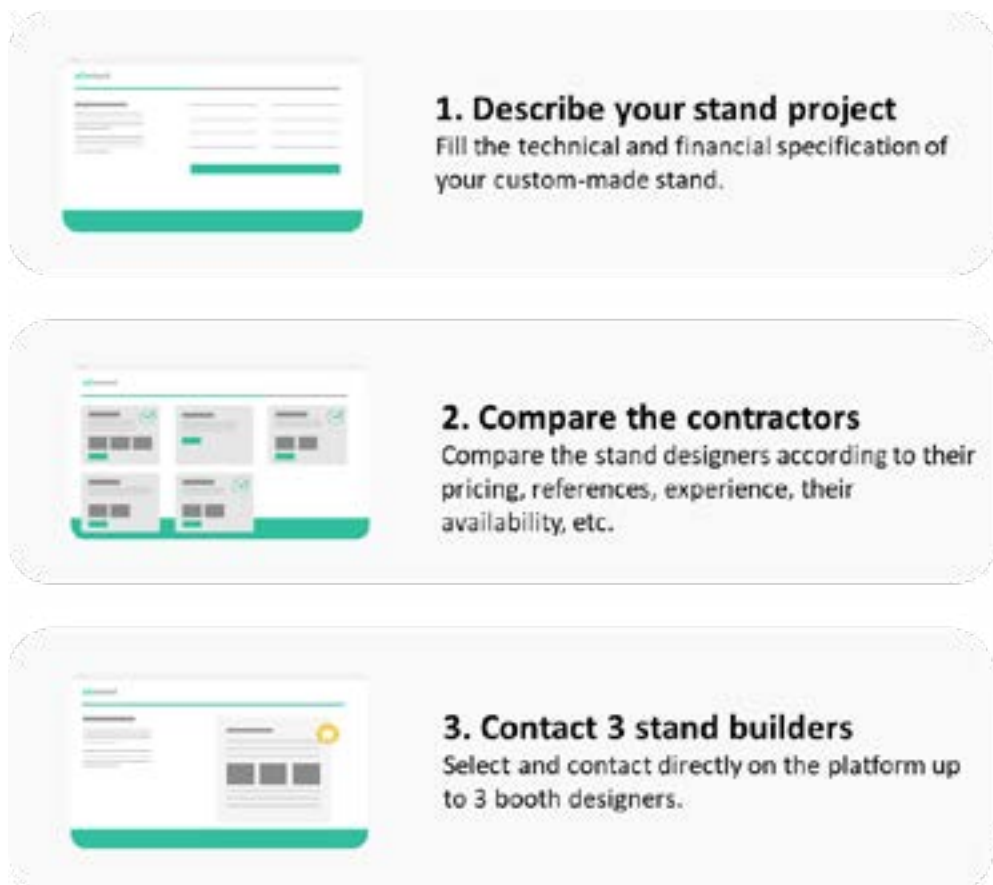 1. Describe your stand project
Fill the technical and financial specification of
your custom-made stand.
2. Compare the contractors
Compare the stand designers according to their
pricing, references, experience, their
availability, etc.
3. Contact 3 stand builders
Select and contact directly on the platform up
to 3 booth designers.